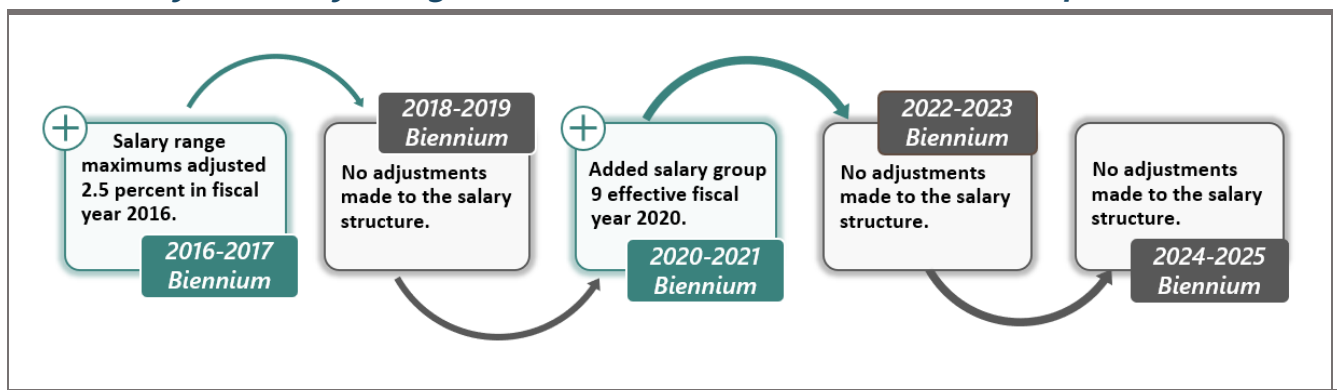 Salary range
maximums adjusted
2.5 percent in fiscal
year 2016.
2016-2017
Biennium
2018-2019
Biennium
No adjustments
made to the salary
structure.
Added salary group
9 effective fiscal
year 2020.
2020-2021
Biennium
2022-2023
Biennium
No adjustments
made to the salary
structure.
No adjustments
made to the salary
structure.
2024-2025
Biennium